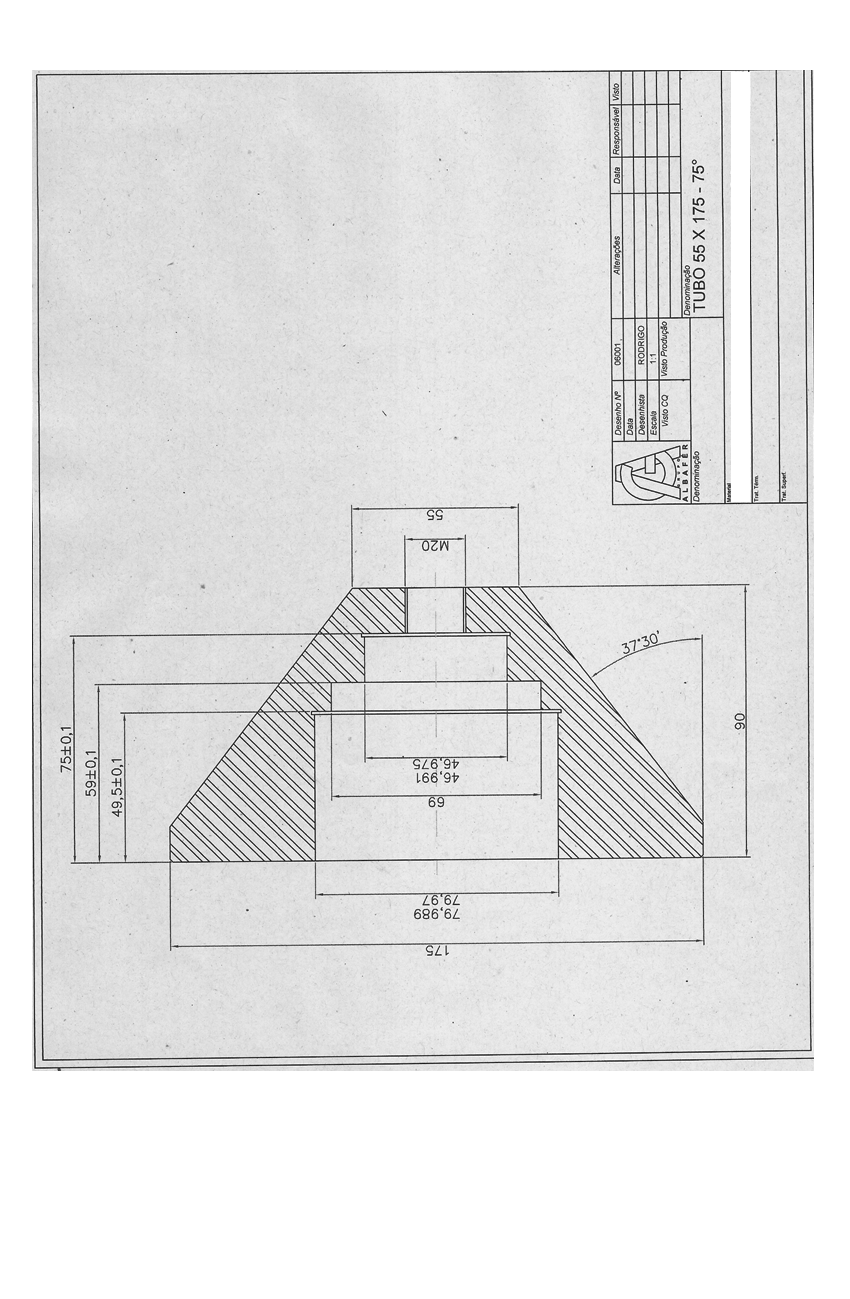 Desenho Nº 06001
Data
Desenhista RODRIGO
Escala 1:1
Visto CQ Visto Produção
Alterações Data Responsável Visto
GRUPO
ALBAFER
Denominação
Denominação
TUBO 55 X 175 - 75°
Material
Trat. Térm.
Trat. Superf.
55
M20
37°30'
75±0,1
59±0,1
49,5±0,1
46,975
46,991
69
90
79,97
79,989
175